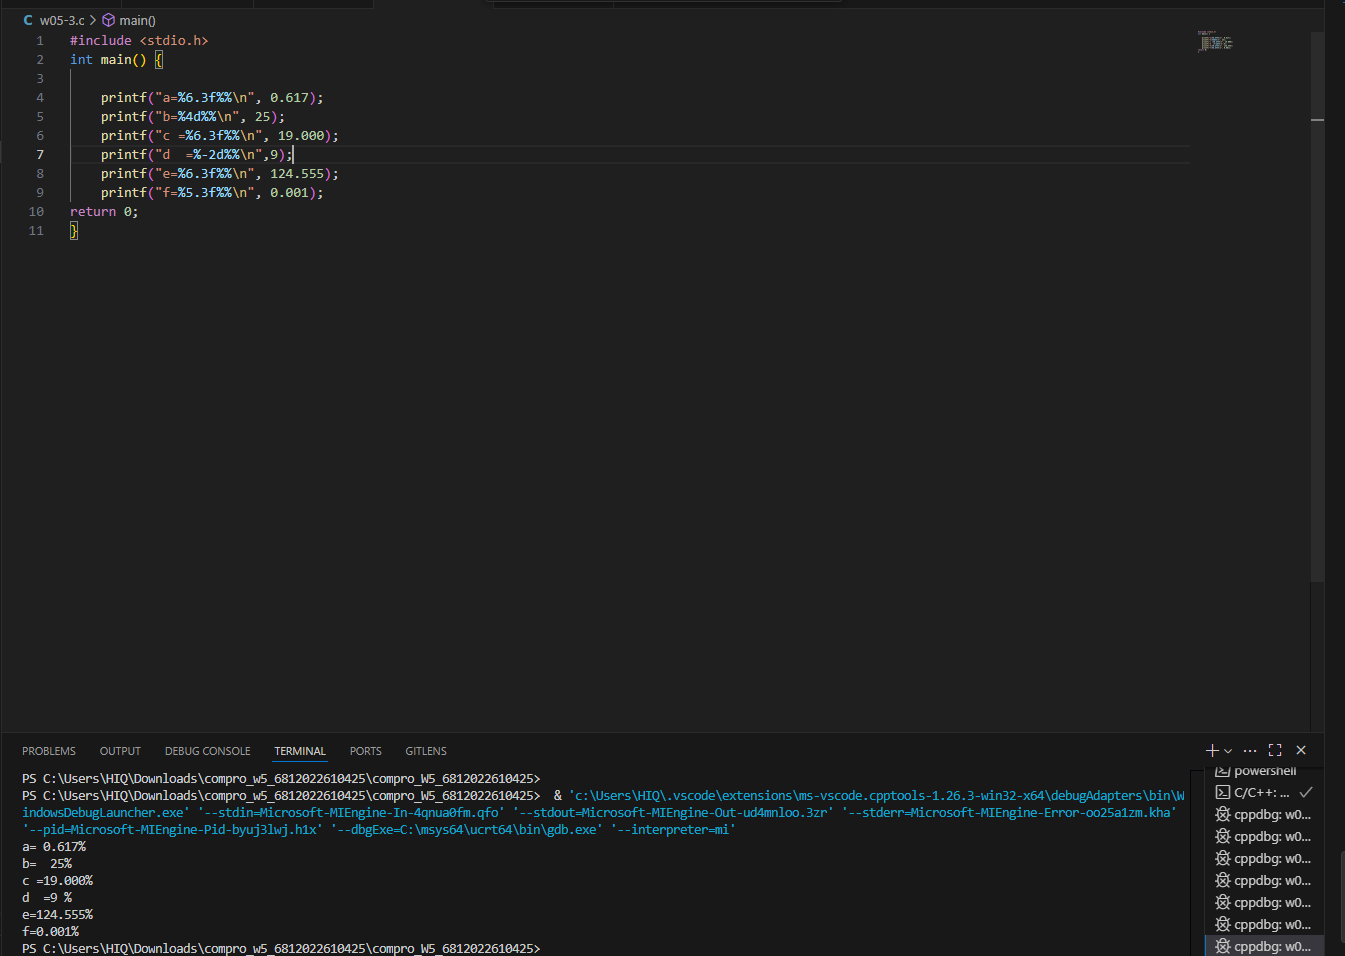 C w05-3.c > main()
1 #include <stdio.h>
2 int main() {
3
4     printf("a=%6.3f%%\n", 0.617);
5     printf("b=%4d%%\n", 25);
6     printf("c =%6.3f%%\n", 19.000);
7     printf("d  =%-2d%%\n",9);
8     printf("e=%6.3f%%\n", 124.555);
9     printf("f=%5.3f%%\n", 0.001);
10 return 0;
11 }
PROBLEMS OUTPUT DEBUG CONSOLE TERMINAL PORTS GITLENS
PS C:\Users\HIQ\Downloads\compro_w5_6812022610425\compro_W5_6812022610425>
PS C:\Users\HIQ\Downloads\compro_w5_6812022610425\compro_W5_6812022610425>  & 'c:\Users\HIQ\.vscode\extensions\ms-vscode.cpptools-1.26.3-win32-x64\debugAdapters\bin\W
indowsDebugLauncher.exe' '--stdin=Microsoft-MIEngine-In-4qnua0fm.qfo' '--stdout=Microsoft-MIEngine-Out-ud4mnloo.3zr' '--stderr=Microsoft-MIEngine-Error-oo25a1zm.kha'
'--pid=Microsoft-MIEngine-Pid-byuj3lwj.h1x' '--dbgExe=C:\msys64\ucrt64\bin\gdb.exe' '--interpreter=mi'
a= 0.617%
b=  25%
c =19.000%
d  =9 %
e=124.555%
f=0.001%
PS C:\Users\HIQ\Downloads\compro_w5_6812022610425\compro_W5_6812022610425>
powershell
C/C++: ...
cppdbg: w0...
cppdbg: w0...
cppdbg: w0...
cppdbg: w0...
cppdbg: w0...
cppdbg: w0...
cppdbg: w0...